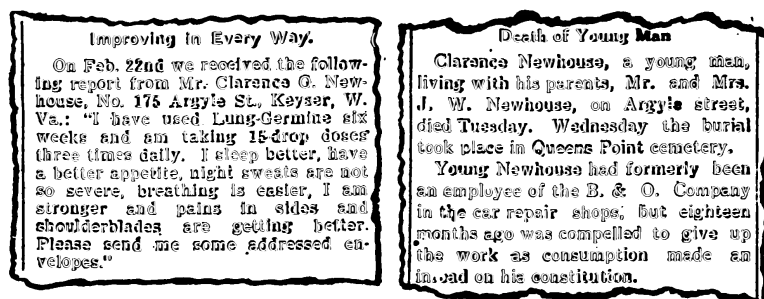 Improving in Every Way.
On Feb. 22nd we received the follow-
ing report from Mr. Clarence G. New-
house, No. 175 Argyle St., Keyser, W.
Va.: "I have used Lung-Germine six
weeks and am taking 15-drop doses
three times daily. I sleep better, have
a better appetite, night sweats are not
so severe, breathing is easier, I am
stronger and pains in sides and
shoulderblades are getting better.
Please send me some addressed en-
velopes."
Death of Young Man
Clarence Newhouse, a young man,
living with his parents, Mr. and Mrs.
J. W. Newhouse, on Argyle street,
died Tuesday. Wednesday the burial
took place in Queens Point cemetery.
Young Newhouse had formerly been
an employee of the B. & O. Company
in the car repair shops, but eighteen
months ago was compelled to give up
the work as consumption made an
inroad on his constitution.